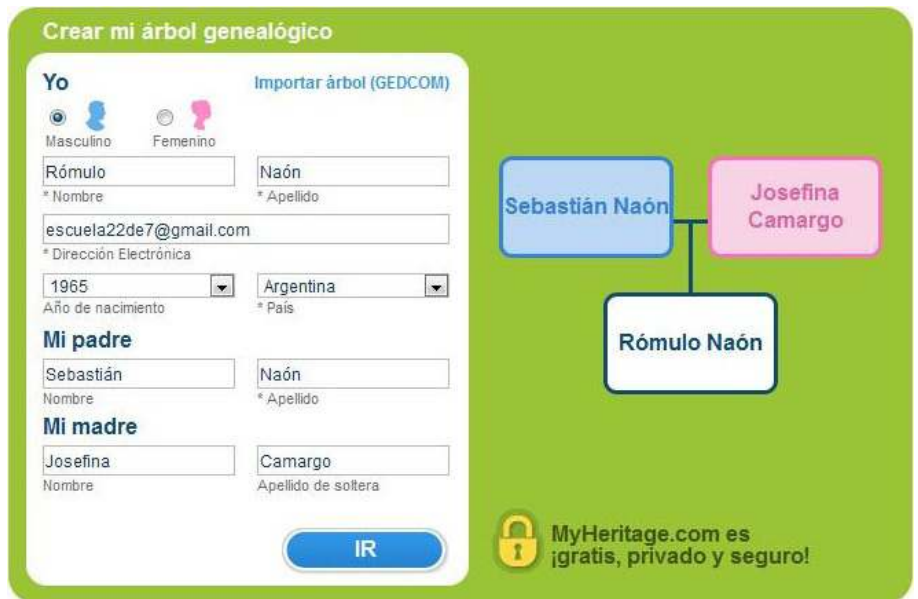 Crear mi árbol genealógico
Yo
Importar árbol (GEDCOM)
Masculino
Femenino
Rómulo
Naón
* Nombre
* Apellido
escuela22de7@gmail.com
* Dirección Electrónica
1965
Argentina
Año de nacimiento
* País
Mi padre
Sebastián
Naón
Nombre
* Apellido
Mi madre
Josefina
Camargo
Nombre
Apellido de soltera
IR
Sebastián Naón
Josefina
Camargo
Rómulo Naón
MyHeritage.com es
¡gratis, privado y seguro!